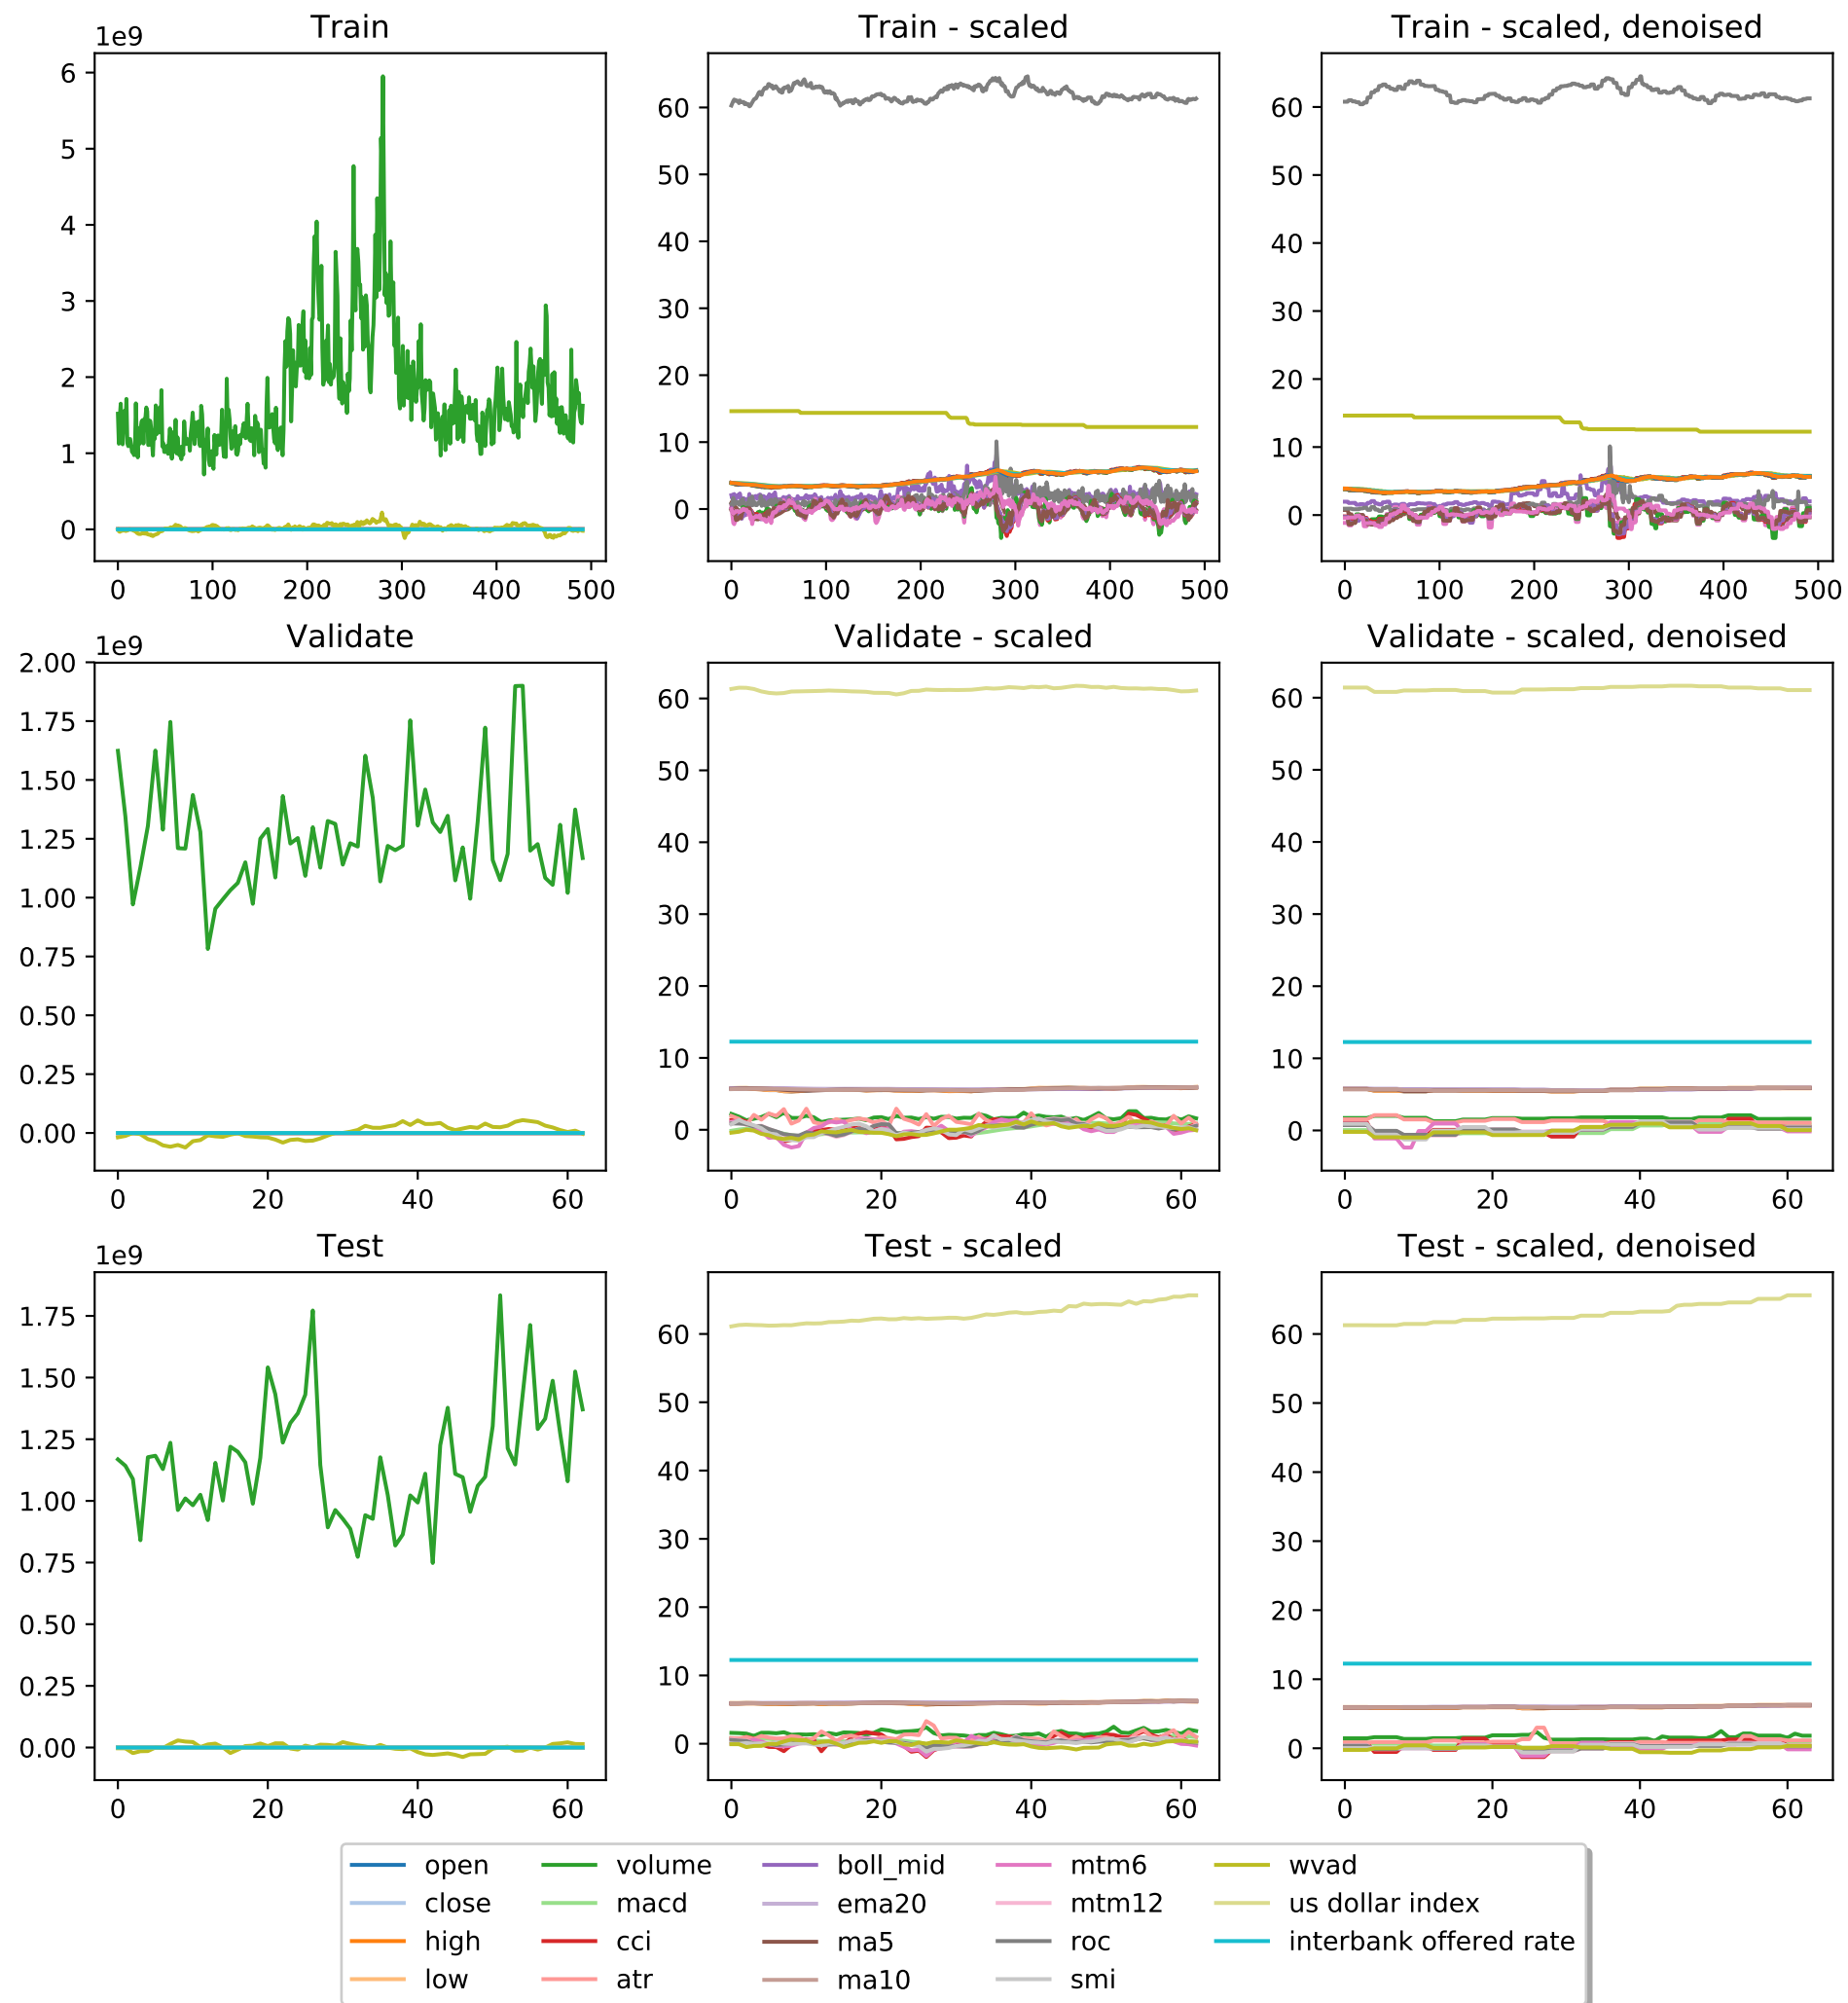 Train
Train - scaled
Train - scaled, denoised
1e9
6
5
4
3
2
1
0
0 100 200 300 400 500
60
50
40
30
20
10
0
0 100 200 300 400 500
60
50
40
30
20
10
0
0 100 200 300 400 500
Validate
Validate - scaled
Validate - scaled, denoised
1e9
2.00
1.75
1.50
1.25
1.00
0.75
0.50
0.25
0.00
0 20 40 60
60
50
40
30
20
10
0
0 20 40 60
60
50
40
30
20
10
0
0 20 40 60
Test
Test - scaled
Test - scaled, denoised
1e9
1.75
1.50
1.25
1.00
0.75
0.50
0.25
0.00
0 20 40 60
60
50
40
30
20
10
0
0 20 40 60
60
50
40
30
20
10
0
0 20 40 60
open volume boll_mid mtm6 wvad
close macd ema20 mtm12 us dollar index
high cci ma5 roc interbank offered rate
low atr ma10 smi